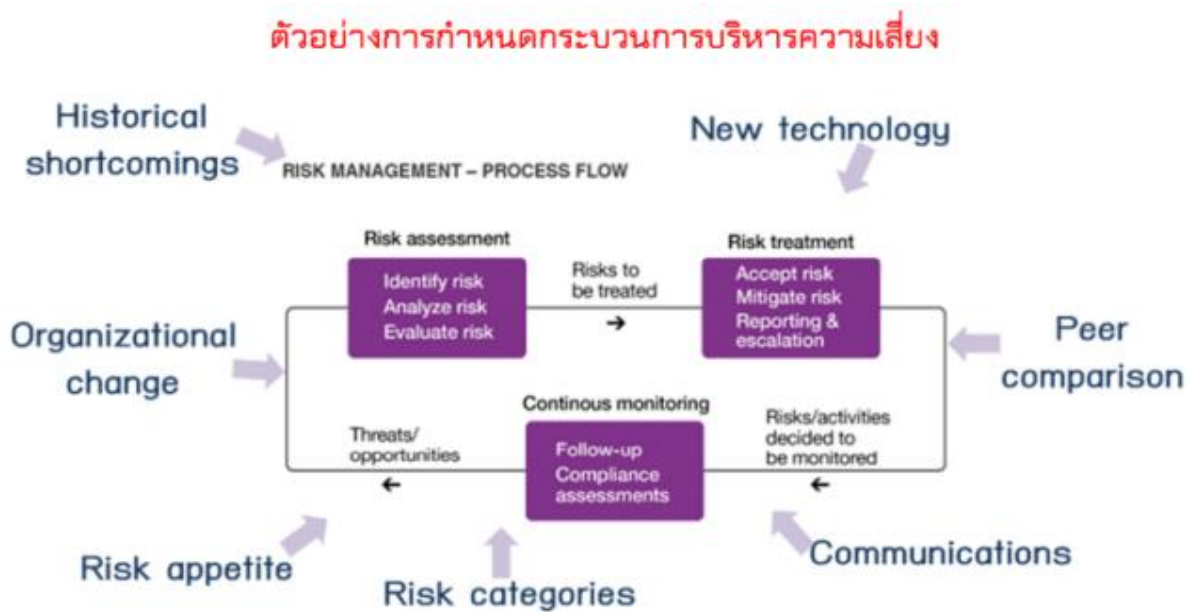 ตัวอย่างการกำหนดกระบวนการบริหารความเสี่ยง
Historical
shortcomings
New technology
RISK MANAGEMENT – PROCESS FLOW
Risk assessment
Identify risk
Analyze risk
Evaluate risk
Risks to
be treated
Risk treatment
Accept risk
Mitigate risk
Reporting &
escalation
Organizational
change
Peer
comparison
Continous monitoring
Follow-up
Compliance
assessments
Threats/
opportunities
Risks/activities
decided to
be monitored
Risk appetite
Risk categories
Communications